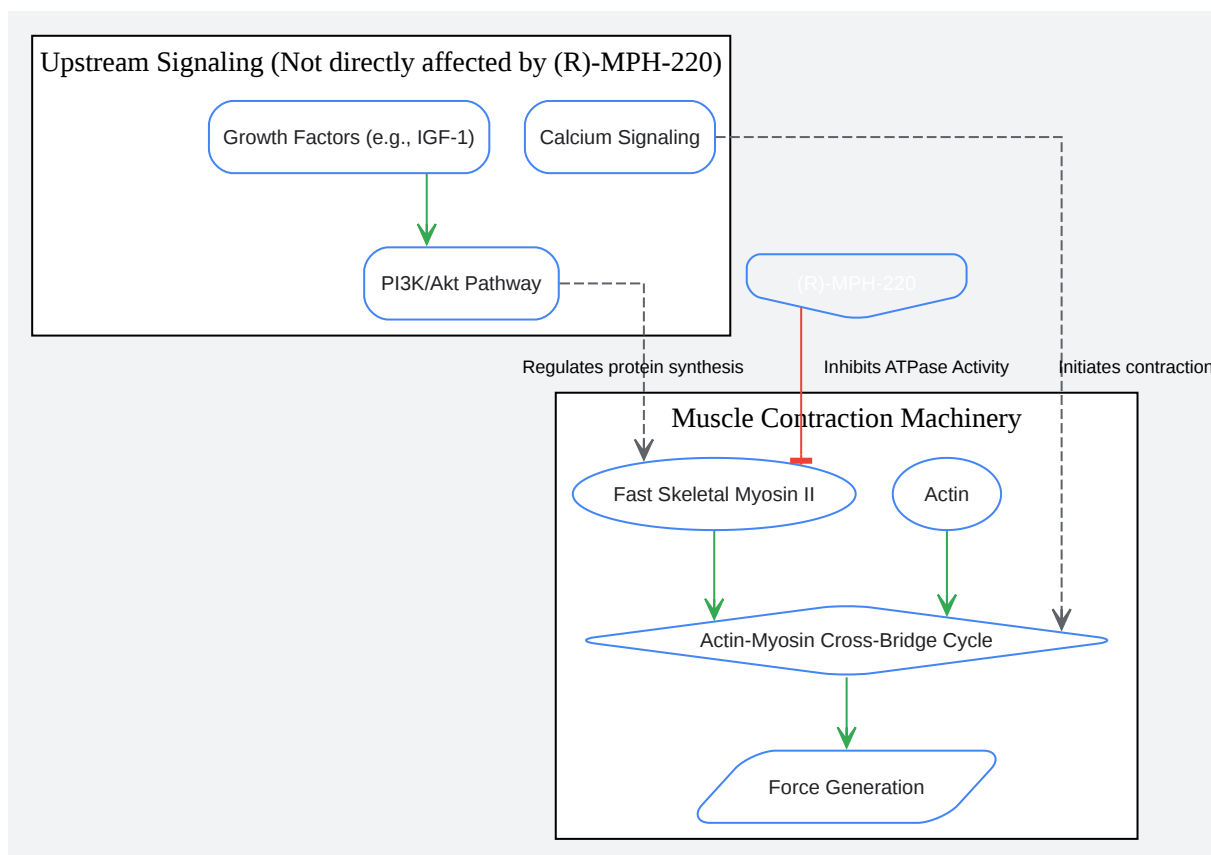 Upstream Signaling (Not directly affected by (R)-MPH-220)
Growth Factors (e.g., IGF-1)
Calcium Signaling
PI3K/Akt Pathway
(R)-MPH-220
Regulates protein synthesis
Inhibits ATPase Activity
Initiates contraction
Muscle Contraction Machinery
Fast Skeletal Myosin II
Actin
Actin-Myosin Cross-Bridge Cycle
Force Generation